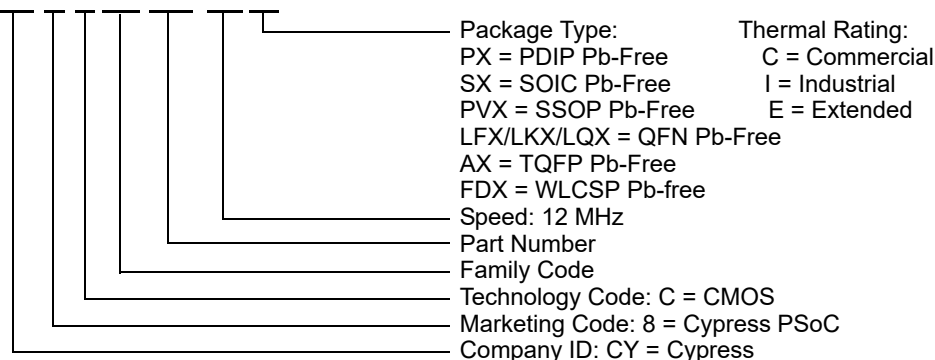 Package Type: Thermal Rating:
PX = PDIP Pb-Free C = Commercial
SX = SOIC Pb-Free I = Industrial
PVX = SSOP Pb-Free E = Extended
LFX/LKX/LQX = QFN Pb-Free
AX = TQFP Pb-Free
FDX = WLCSP Pb-free
Speed: 12 MHz
Part Number
Family Code
Technology Code: C = CMOS
Marketing Code: 8 = Cypress PSoC
Company ID: CY = Cypress